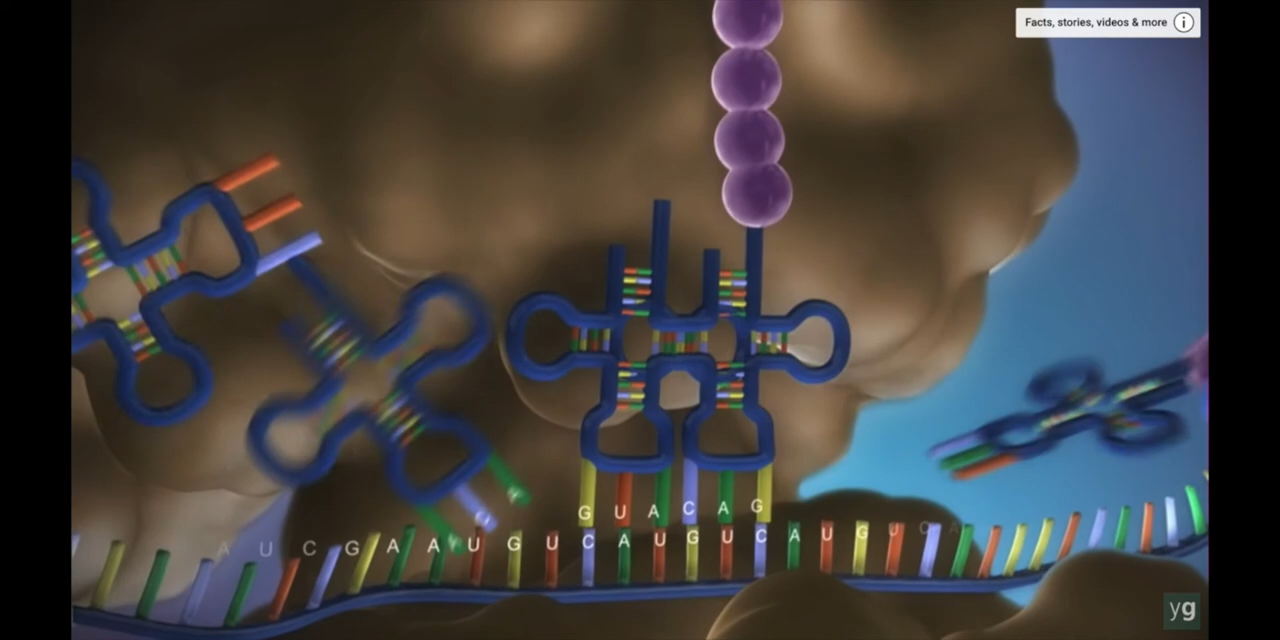 Facts, stories, videos & more i
G U A C A G
A U C G A A U G U C A U G U C A U G U C A
yg